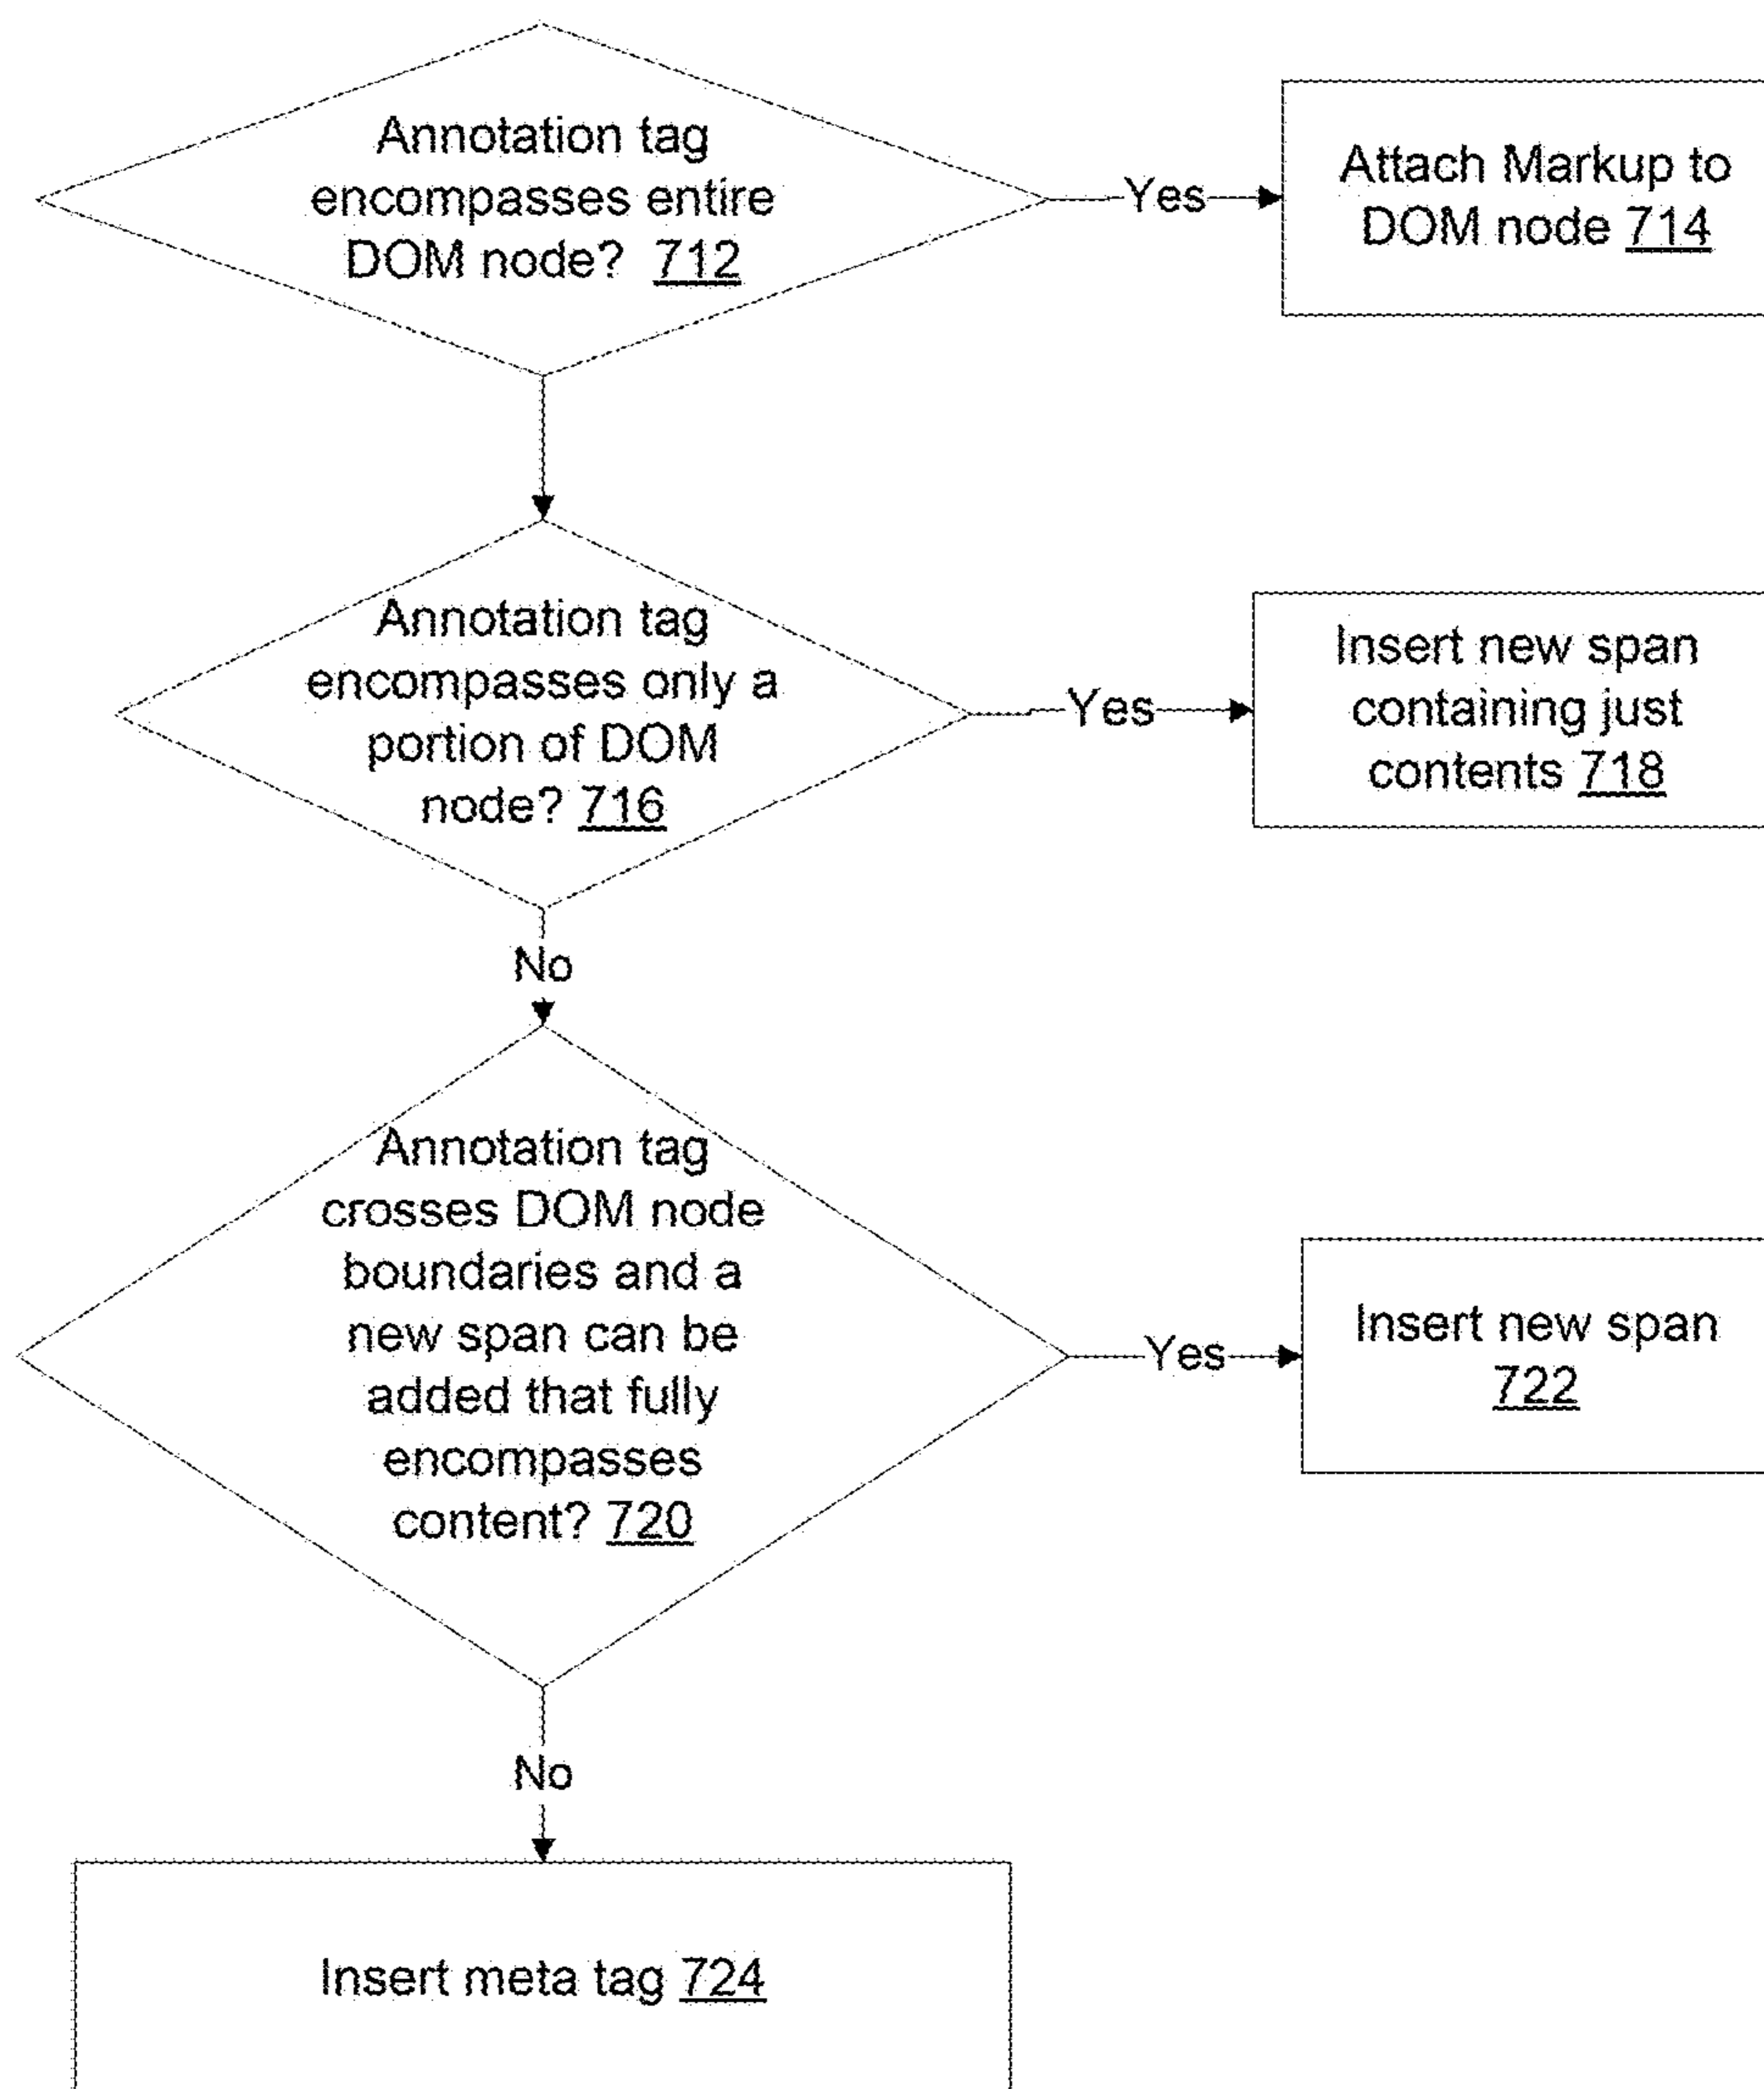 Annotation tag
encompasses entire
DOM node? 712
Yes
Attach Markup to
DOM node 714
Annotation tag
encompasses only a
portion of DOM
node? 716
Yes
Insert new span
containing just
contents 718
No
Annotation tag
crosses DOM node
boundaries and a
new span can be
added that fully
encompasses
content? 720
Yes
Insert new span
722
No
Insert meta tag 724